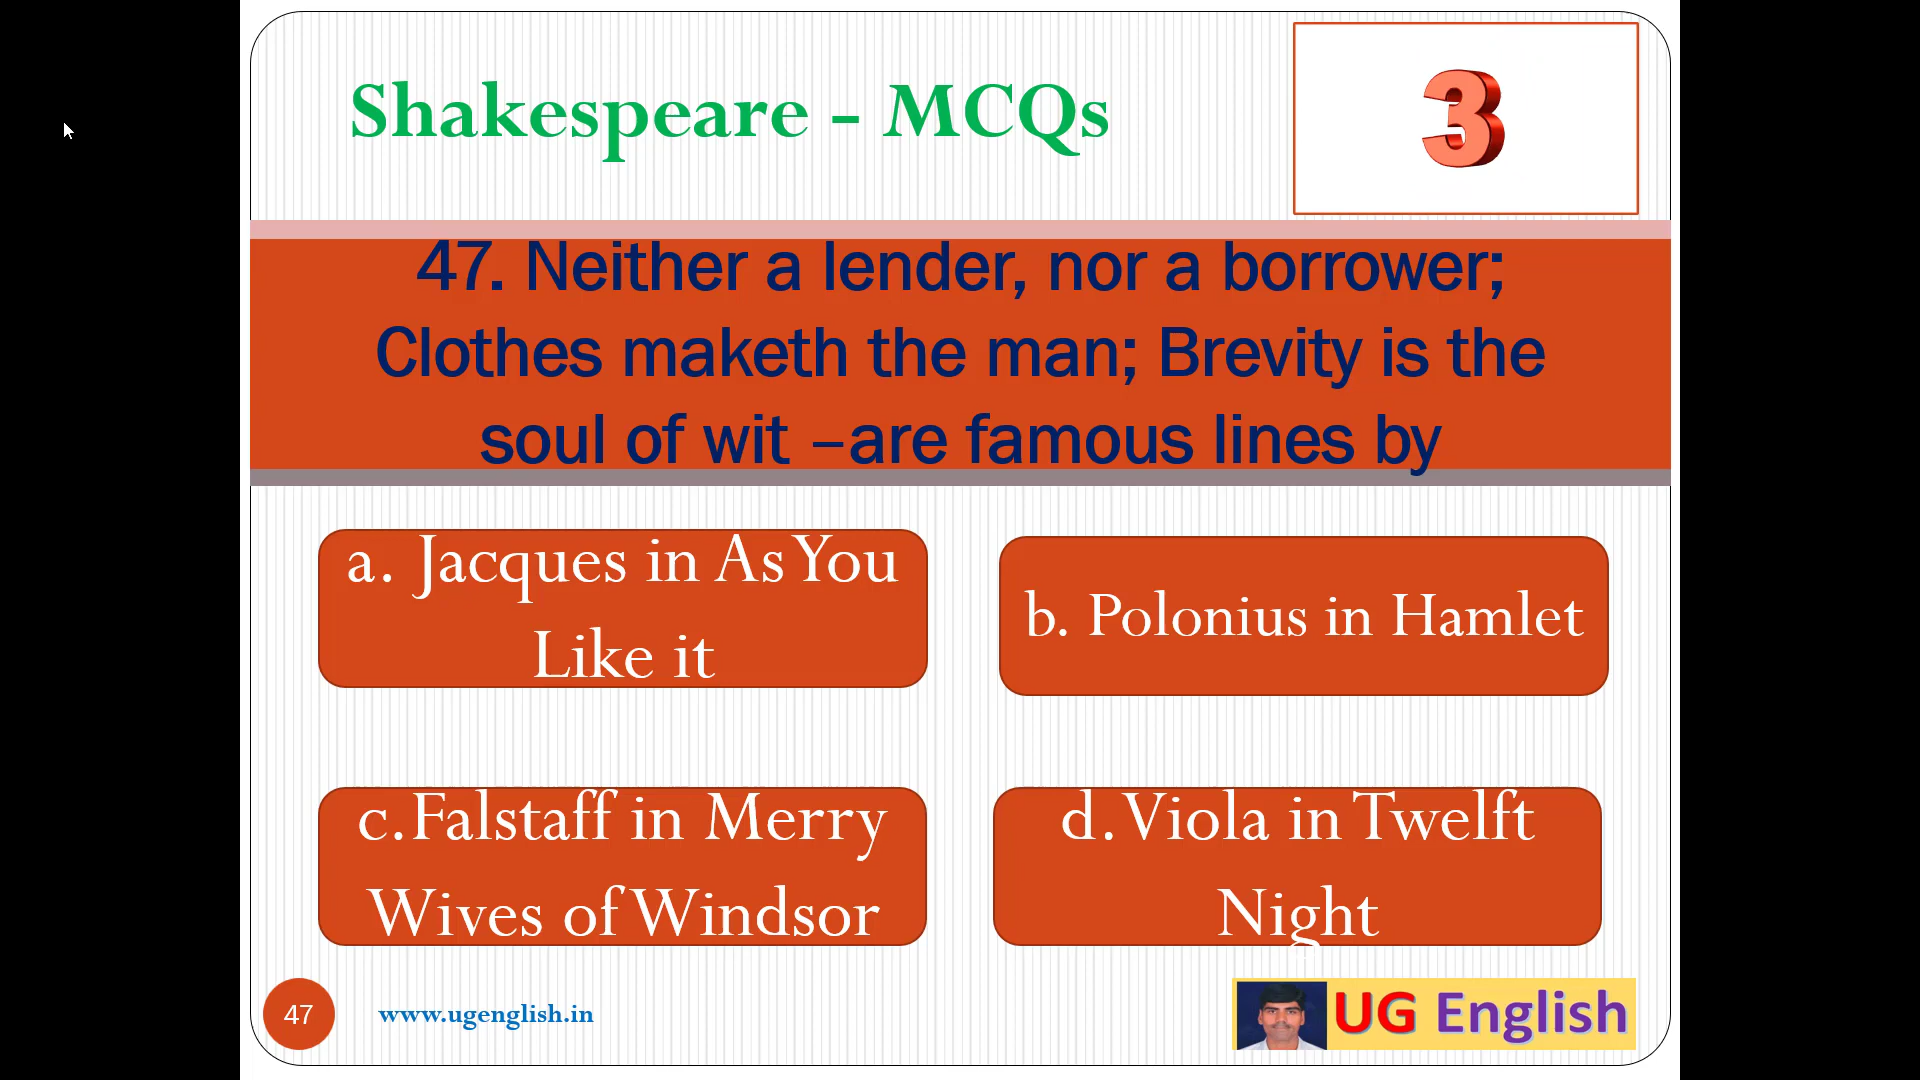 Shakespeare - MCQs
3
47. Neither a lender, nor a borrower;
Clothes maketh the man; Brevity is the
soul of wit –are famous lines by
a. Jacques in As You
Like it
b. Polonius in Hamlet
c.Falstaff in Merry
Wives of Windsor
d.Viola in Twelft
Night
47
www.ugenglish.in
UG English